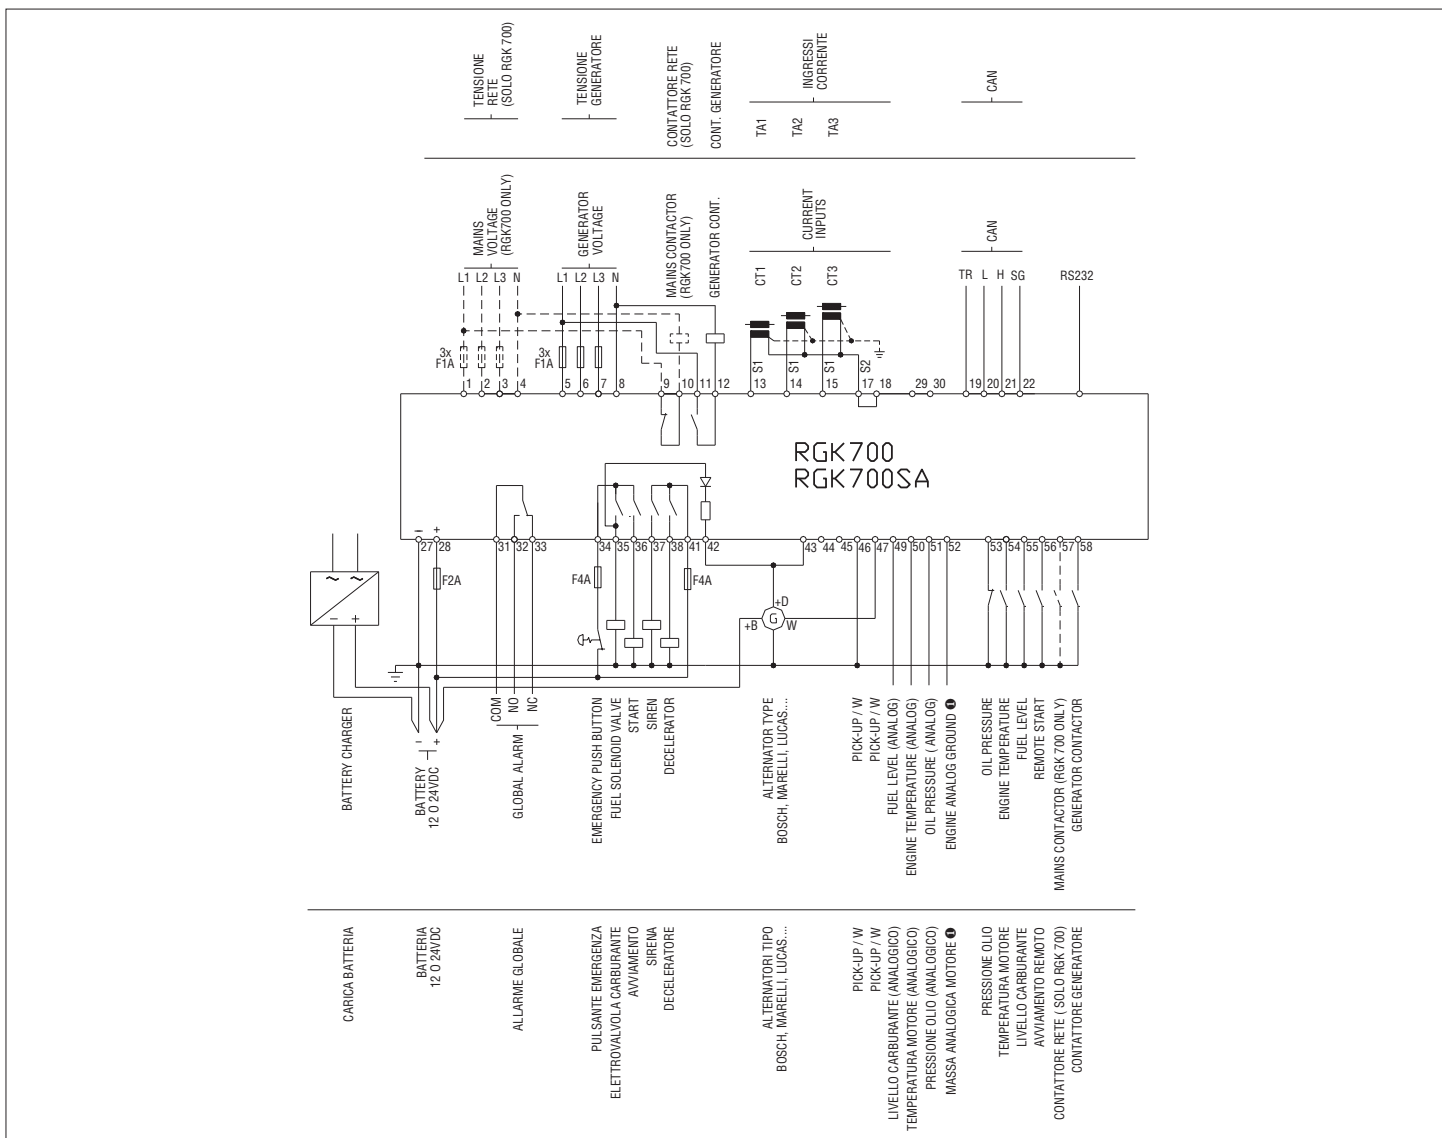 TENSIONE
RETE
(SOLO RGK 700)
TENSIONE
GENERATORE
CONTATTORE RETE
(SOLO RGK 700)
CONT. GENERATORE
INGRESSI
CORRENTE
TA1
TA2
TA3
CAN
MAINS
VOLTAGE
(RGK700 ONLY)
GENERATOR
VOLTAGE
MAINS CONTACTOR
(RGK700 ONLY)
GENERATOR CONT.
CURRENT
INPUTS
CT1
CT2
CT3
CAN
L1 L2 L3 N
L1 L2 L3 N
TR L H SG
RS232
3x
F1A
3x
F1A
S1
S1
S1
S2
1 2 3 4 5 6 7 8 9 10 11 12 13 14 15 17 18 29 30 19 20 21 22
RGK700
RGK700SA
– +
27 28 31 32 33 34 35 36 37 38 41 42 43 44 45 46 47 49 50 51 52 53 54 55 56 57 58
F2A
F4A
F4A
– +
+D
+B
G
W
– +
BATTERY CHARGER
BATTERY
12 O 24VDC
COM
NO
NC
GLOBAL ALARM
EMERGENCY PUSH BUTTON
FUEL SOLENOID VALVE
START
SIREN
DECELERATOR
ALTERNATOR TYPE
BOSCH, MARELLI, LUCAS....
PICK-UP / W
PICK-UP / W
FUEL LEVEL (ANALOG)
ENGINE TEMPERATURE (ANALOG)
OIL PRESSURE ( ANALOG)
ENGINE ANALOG GROUND ❶
OIL PRESSURE
ENGINE TEMPERATURE
FUEL LEVEL
REMOTE START
MAINS CONTACTOR (RGK 700 ONLY)
GENERATOR CONTACTOR
CARICA BATTERIA
BATTERIA
12 O 24VDC
ALLARME GLOBALE
PULSANTE EMERGENZA
ELETTROVALVOLA CARBURANTE
AVVIAMENTO
SIRENA
DECELERATORE
ALTERNATORI TIPO
BOSCH, MARELLI, LUCAS....
PICK-UP / W
PICK-UP / W
LIVELLO CARBURANTE (ANALOGICO)
TEMPERATURA MOTORE (ANALOGICO)
PRESSIONE OLIO (ANALOGICO)
MASSA ANALOGICA MOTORE ❶
PRESSIONE OLIO
TEMPERATURA MOTORE
LIVELLO CARBURANTE
AVVIAMENTO REMOTO
CONTATTORE RETE ( SOLO RGK 700)
CONTATTORE GENERATORE